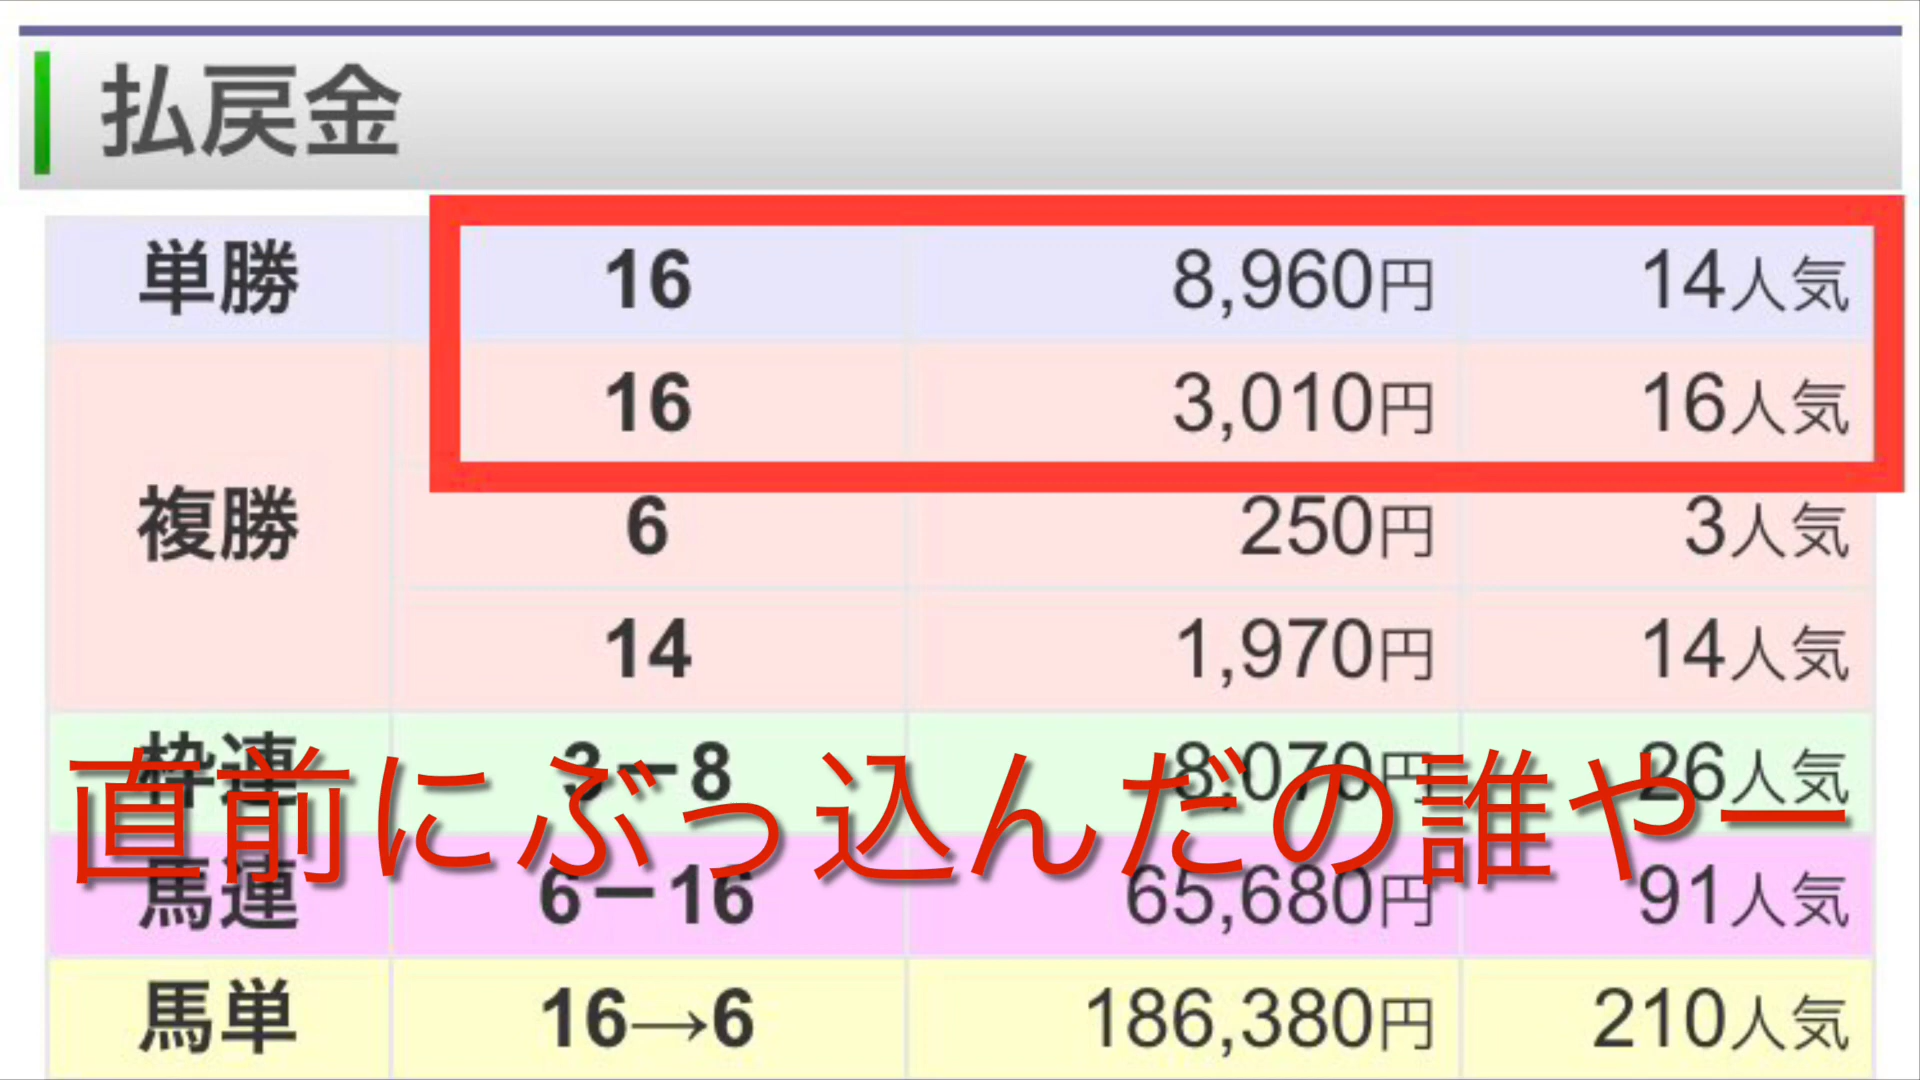 払戻金
単勝 16 8,960円 14人気
複勝 16 3,010円 16人気
6 250円 3人気
14 1,970円 14人気
枠連 3－8 8,070円 26人気
直前にぶっ込んだの誰やー
馬連 6－16 65,680円 91人気
馬単 16→6 186,380円 210人気